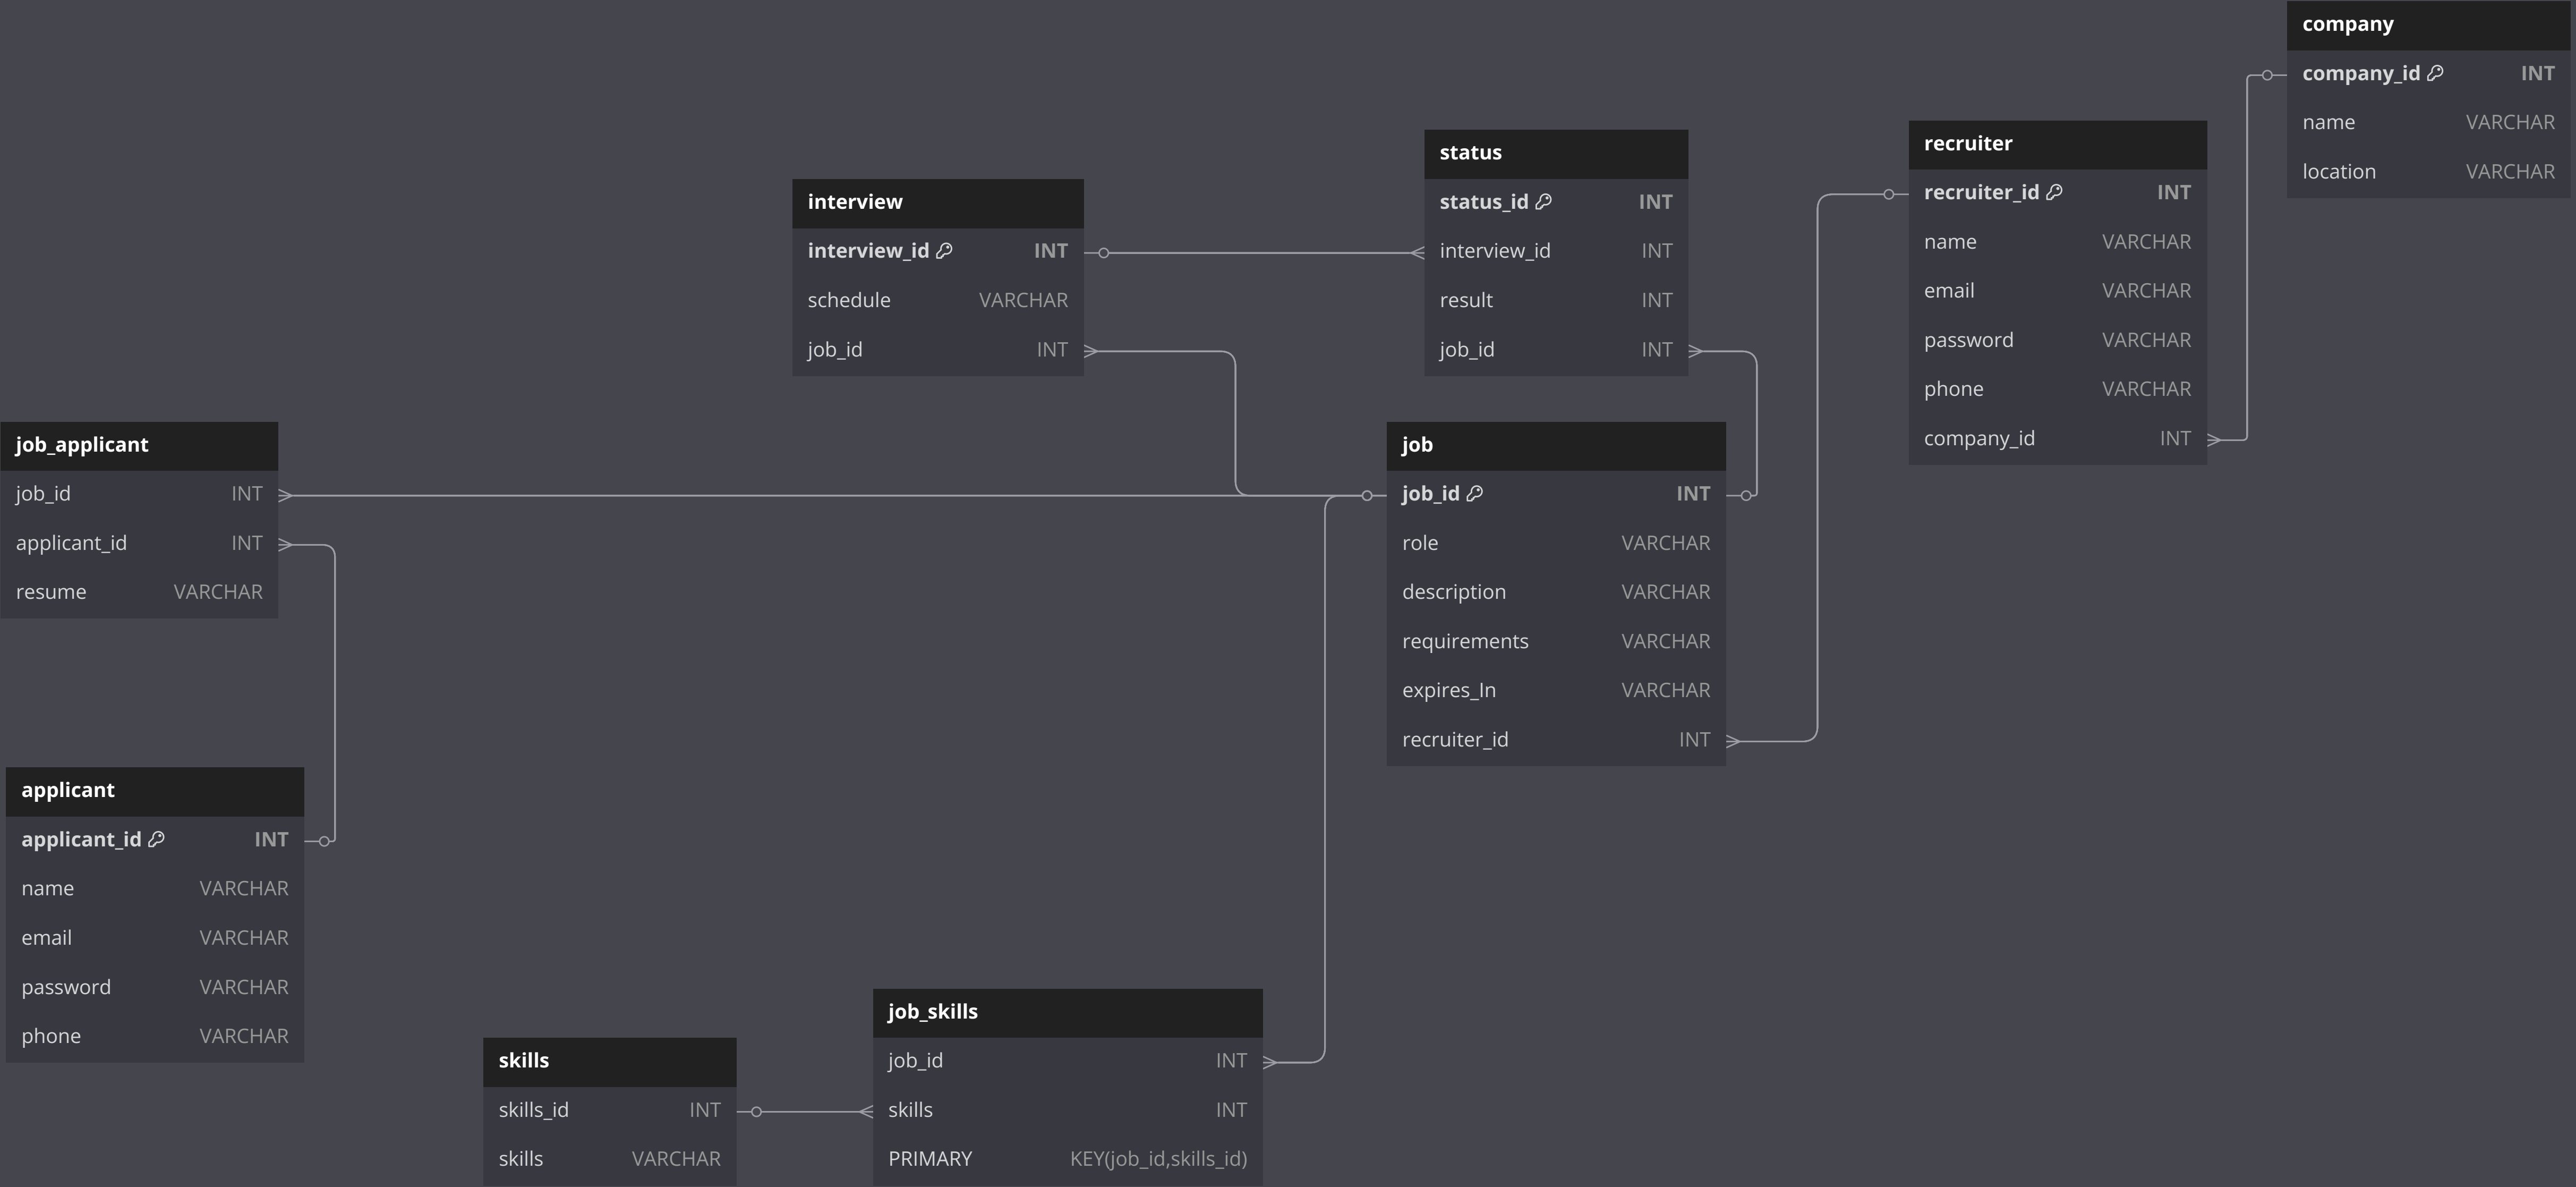 company
company_id INT
name VARCHAR
location VARCHAR
recruiter
recruiter_id INT
name VARCHAR
email VARCHAR
password VARCHAR
phone VARCHAR
company_id INT
status
status_id INT
interview_id INT
result INT
job_id INT
interview
interview_id INT
schedule VARCHAR
job_id INT
job_applicant
job_id INT
applicant_id INT
resume VARCHAR
job
job_id INT
role VARCHAR
description VARCHAR
requirements VARCHAR
expires_In VARCHAR
recruiter_id INT
applicant
applicant_id INT
name VARCHAR
email VARCHAR
password VARCHAR
phone VARCHAR
skills
skills_id INT
skills VARCHAR
job_skills
job_id INT
skills INT
PRIMARY KEY(job_id,skills_id)